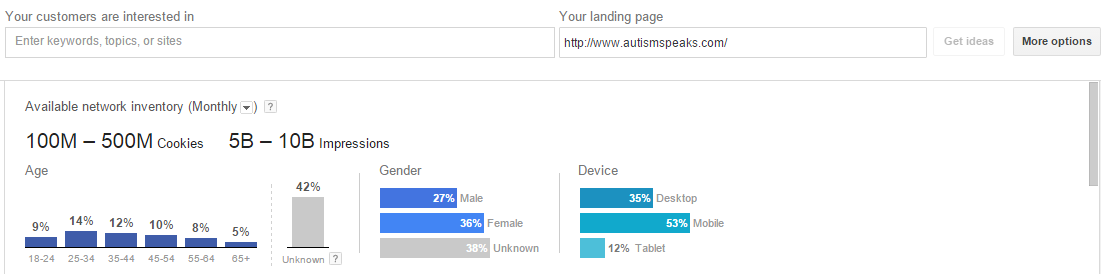 Your customers are interested in Your landing page
Enter keywords, topics, or sites http://www.autismspeaks.com/ Get ideas More options
Available network inventory (Monthly ) ?
100M – 500M Cookies 5B – 10B Impressions
Age
9% 14% 12% 10% 8% 5% 42%
18-24 25-34 35-44 45-54 55-64 65+ Unknown ?
Gender
27% Male
36% Female
38% Unknown
Device
35% Desktop
53% Mobile
12% Tablet